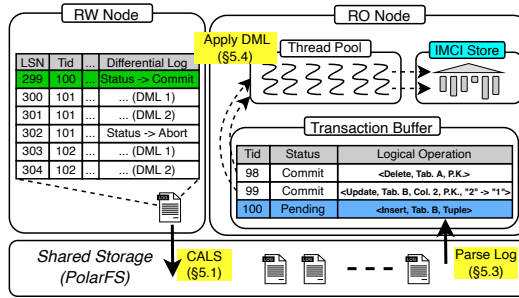 RW Node
LSN Tid ... Differential Log
299 100 ... Status -> Commit
300 101 ... ... (DML 1)
301 101 ... ... (DML 2)
302 101 ... Status -> Abort
303 102 ... ... (DML 1)
304 102 ... ... (DML 2)
RO Node
Apply DML
(§5.4)
Thread Pool
IMCI Store
Transaction Buffer
Tid Status Logical Operation
98 Commit <Delete, Tab. A, P.K.>
99 Commit <Update, Tab. B, Col. 2, P.K., "2" -> "1">
100 Pending <Insert, Tab. B, Tuple>
Shared Storage
(PolarFS)
CALS
(§5.1)
Parse Log
(§5.3)